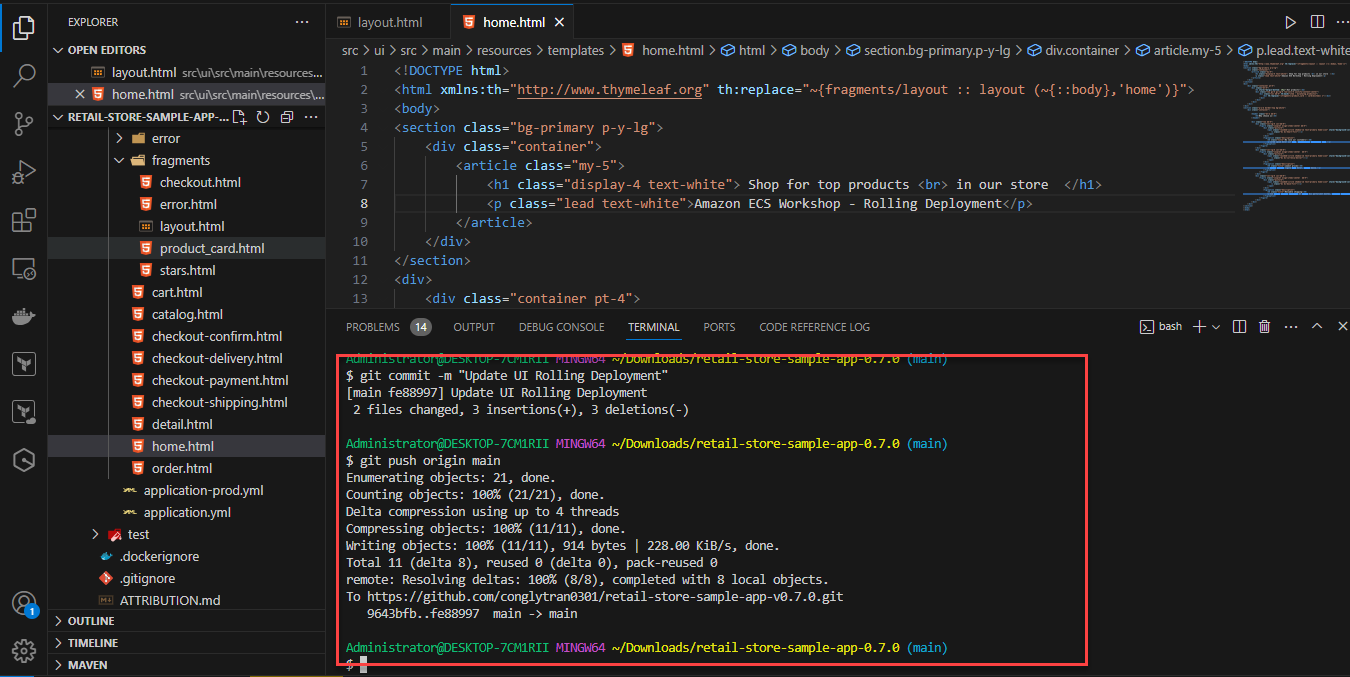 EXPLORER
OPEN EDITORS
layout.html src\ui\src\main\resources...
home.html src\ui\src\main\resources\...
RETAIL-STORE-SAMPLE-APP-...
error
fragments
checkout.html
error.html
layout.html
product_card.html
stars.html
cart.html
catalog.html
checkout-confirm.html
checkout-delivery.html
checkout-payment.html
checkout-shipping.html
detail.html
home.html
order.html
application-prod.yml
application.yml
test
.dockerignore
.gitignore
ATTRIBUTION.md
OUTLINE
TIMELINE
MAVEN
1
layout.html
home.html
src > ui > src > main > resources > templates > home.html > html > body > section.bg-primary.p-y-lg > div.container > article.my-5 > p.lead.text-white
1 <!DOCTYPE html>
2 <html xmlns:th="http://www.thymeleaf.org" th:replace="~{fragments/layout :: layout (~{::body},'home')}">
3 <body>
4 <section class="bg-primary p-y-lg">
5 <div class="container">
6 <article class="my-5">
7 <h1 class="display-4 text-white"> Shop for top products <br> in our store  </h1>
8 <p class="lead text-white">Amazon ECS Workshop - Rolling Deployment</p>
9 </article>
10 </div>
11 </section>
12 <div>
13 <div class="container pt-4">
PROBLEMS 14 OUTPUT DEBUG CONSOLE TERMINAL PORTS CODE REFERENCE LOG
bash
Administrator@DESKTOP-7CM1RII MINGW64 ~/Downloads/retail-store-sample-app-0.7.0 (main)
$ git commit -m "Update UI Rolling Deployment"
[main fe88997] Update UI Rolling Deployment
2 files changed, 3 insertions(+), 3 deletions(-)
Administrator@DESKTOP-7CM1RII MINGW64 ~/Downloads/retail-store-sample-app-0.7.0 (main)
$ git push origin main
Enumerating objects: 21, done.
Counting objects: 100% (21/21), done.
Delta compression using up to 4 threads
Compressing objects: 100% (11/11), done.
Writing objects: 100% (11/11), 914 bytes | 228.00 KiB/s, done.
Total 11 (delta 8), reused 0 (delta 0), pack-reused 0
remote: Resolving deltas: 100% (8/8), completed with 8 local objects.
To https://github.com/conglytran0301/retail-store-sample-app-v0.7.0.git
9643bfb..fe88997  main -> main
Administrator@DESKTOP-7CM1RII MINGW64 ~/Downloads/retail-store-sample-app-0.7.0 (main)
$